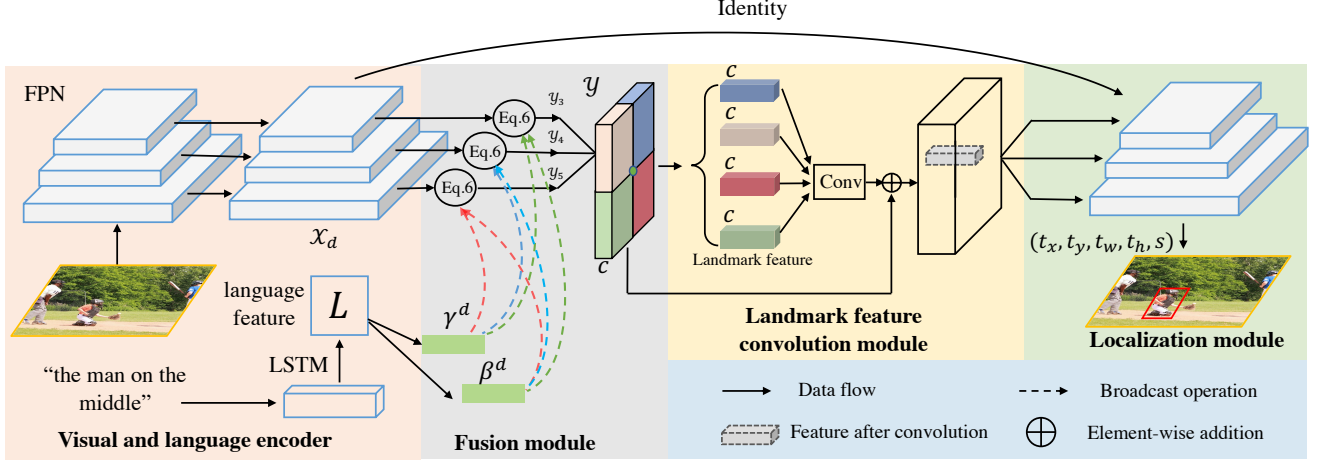 Identity
FPN
𝒳_d
language
feature
L
LSTM
“the man on the
middle”
Visual and language encoder
Eq.6
Eq.6
Eq.6
𝒴₃
𝒴₄
𝒴₅
γ^d
β^d
Fusion module
𝒴
c
c
c
c
c
Landmark feature
Conv
Landmark feature
convolution module
(t_x, t_y, t_w, t_h, s)
Localization module
Data flow
Broadcast operation
Feature after convolution
Element-wise addition